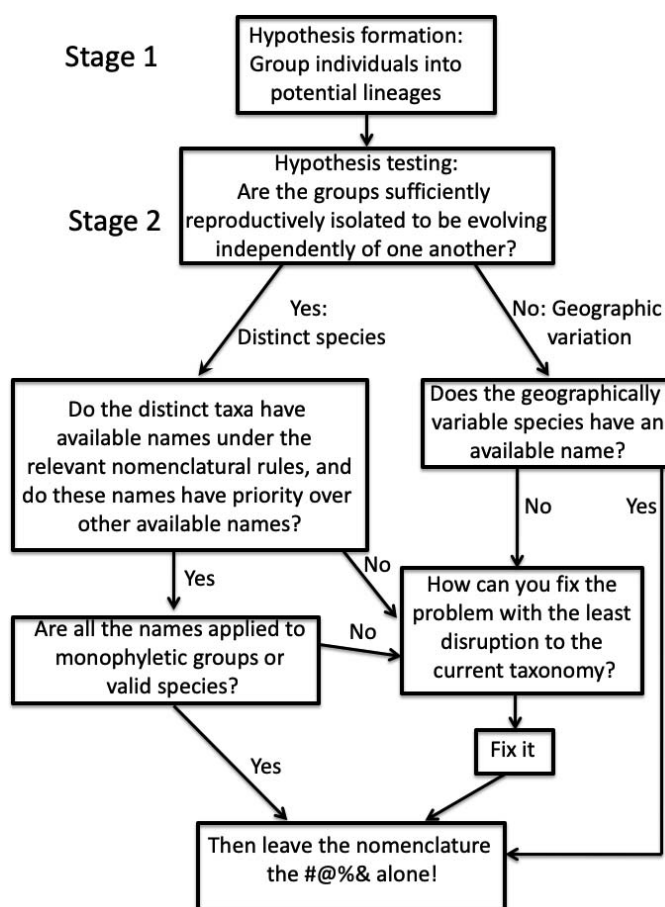 Stage 1
Hypothesis formation:
Group individuals into
potential lineages
Stage 2
Hypothesis testing:
Are the groups sufficiently
reproductively isolated to be evolving
independently of one another?
Yes:
Distinct species
No: Geographic
variation
Do the distinct taxa have
available names under the
relevant nomenclatural rules, and
do these names have priority over
other available names?
Does the geographically
variable species have an
available name?
No
Yes
No
Yes
How can you fix the
problem with the least
disruption to the
current taxonomy?
Are all the names applied to
monophyletic groups or
valid species?
No
Fix it
Yes
Then leave the nomenclature
the #@%& alone!